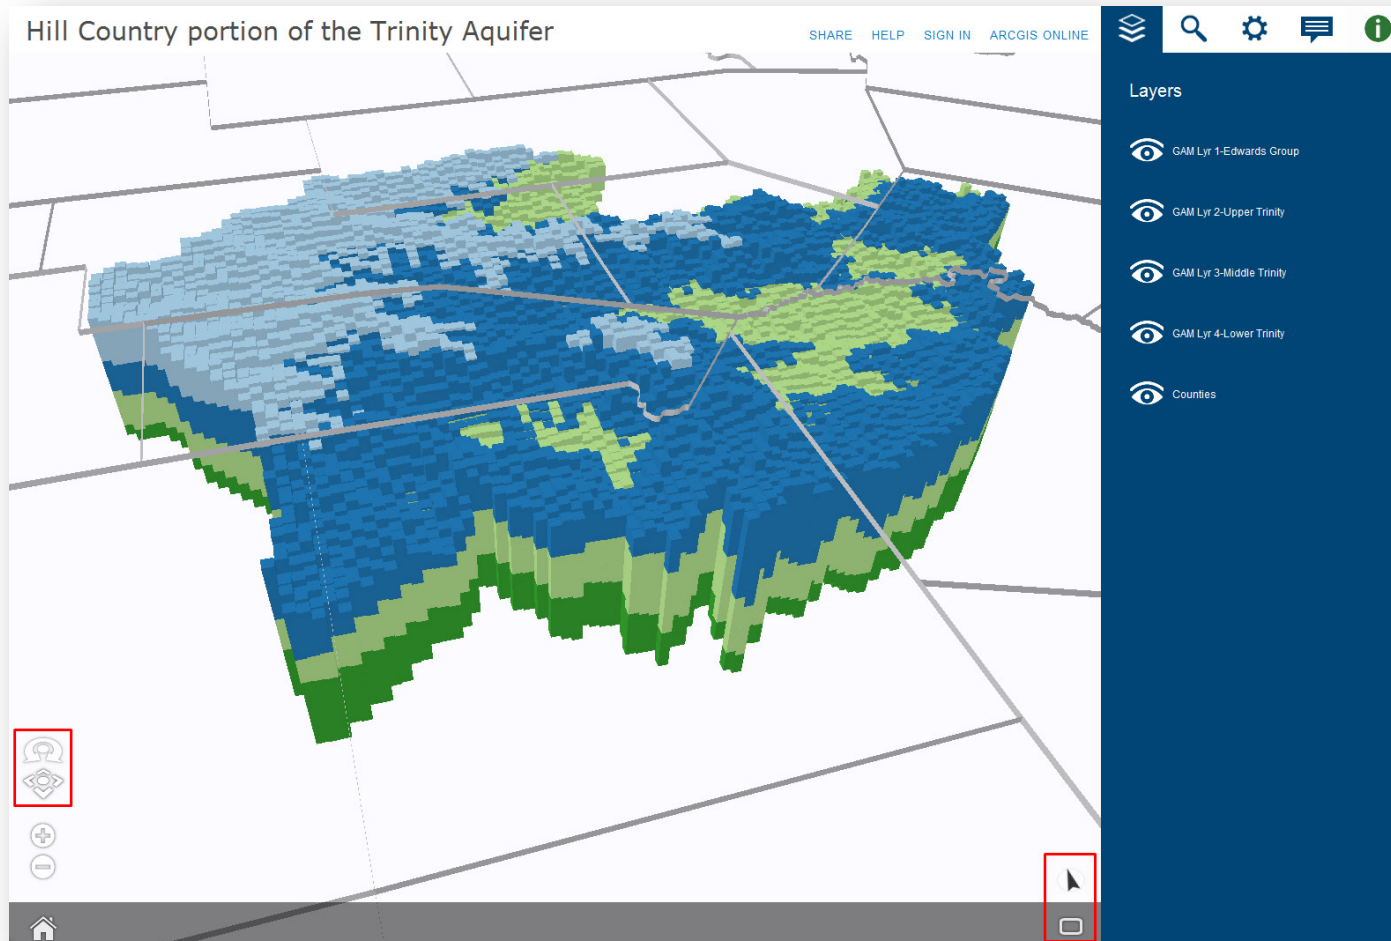 Hill Country portion of the Trinity Aquifer
SHARE HELP SIGN IN ARCGIS ONLINE
Layers
GAM Lyr 1-Edwards Group
GAM Lyr 2-Upper Trinity
GAM Lyr 3-Middle Trinity
GAM Lyr 4-Lower Trinity
Counties